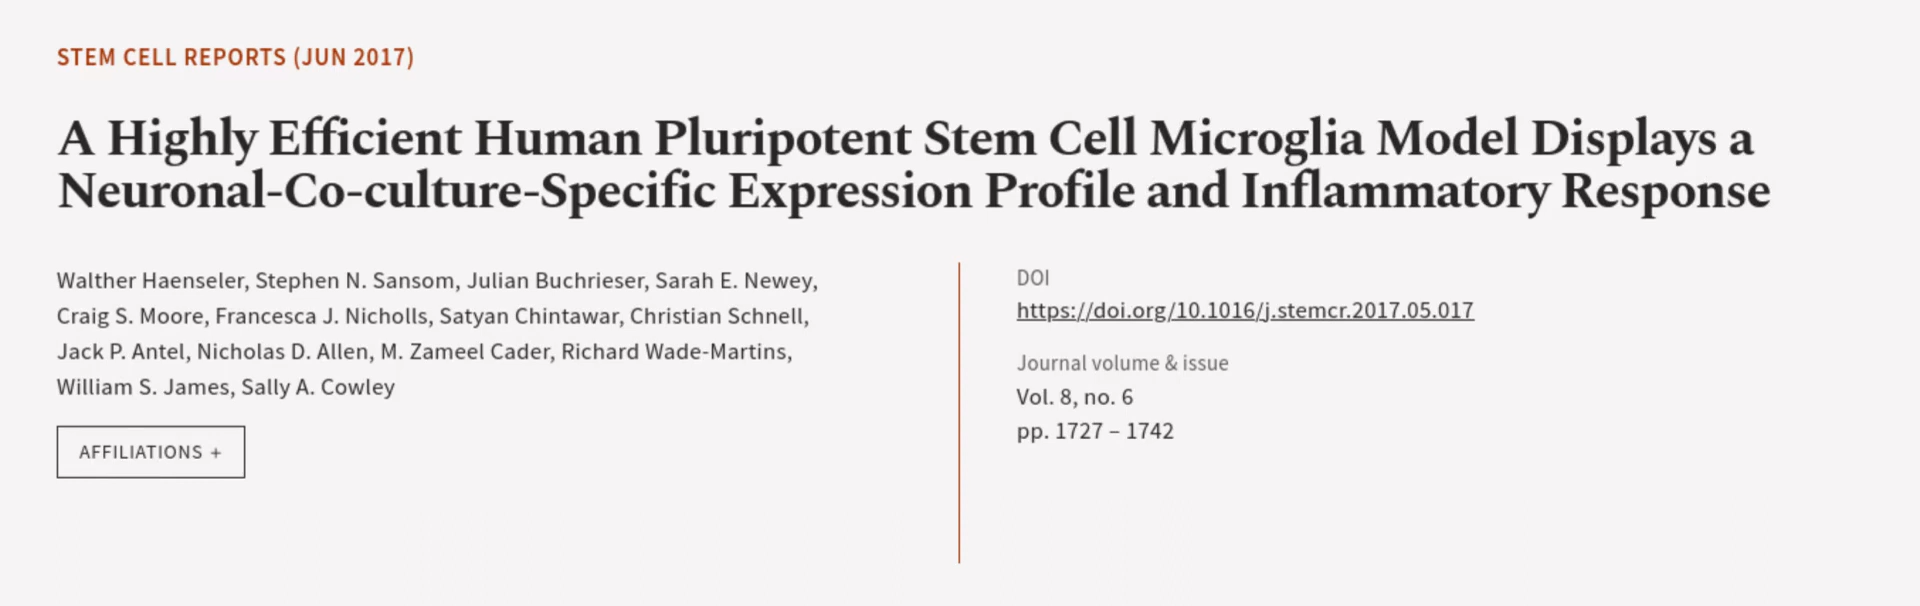 STEM CELL REPORTS (JUN 2017)
A Highly Efficient Human Pluripotent Stem Cell Microglia Model Displays a
Neuronal-Co-culture-Specific Expression Profile and Inflammatory Response
Walther Haenseler, Stephen N. Sansom, Julian Buchrieser, Sarah E. Newey,
Craig S. Moore, Francesca J. Nicholls, Satyan Chintawar, Christian Schnell,
Jack P. Antel, Nicholas D. Allen, M. Zameel Cader, Richard Wade-Martins,
William S. James, Sally A. Cowley
AFFILIATIONS +
DOI
https://doi.org/10.1016/j.stemcr.2017.05.017
Journal volume & issue
Vol. 8, no. 6
pp. 1727 – 1742